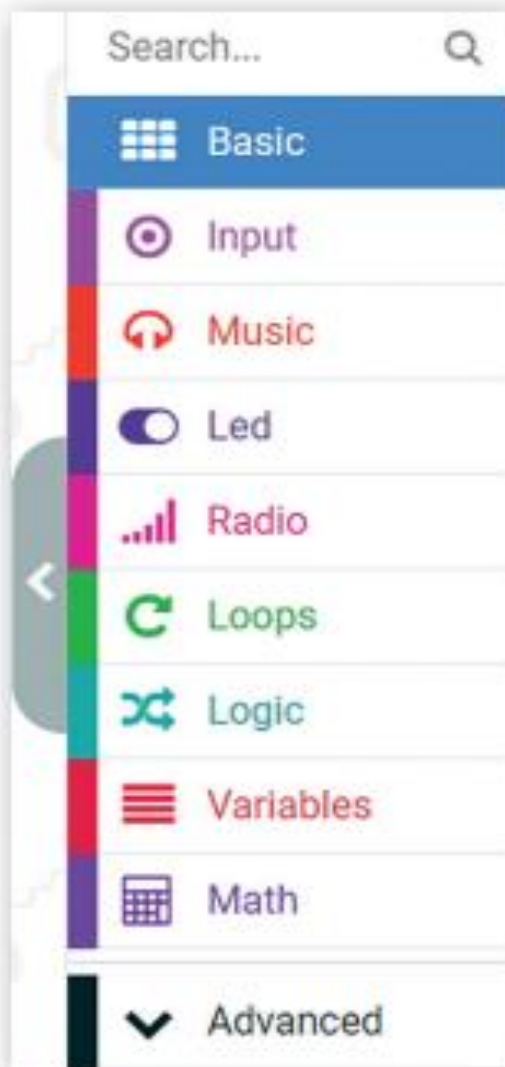 Search...
Basic
Input
Music
Led
Radio
Loops
Logic
Variables
Math
Advanced